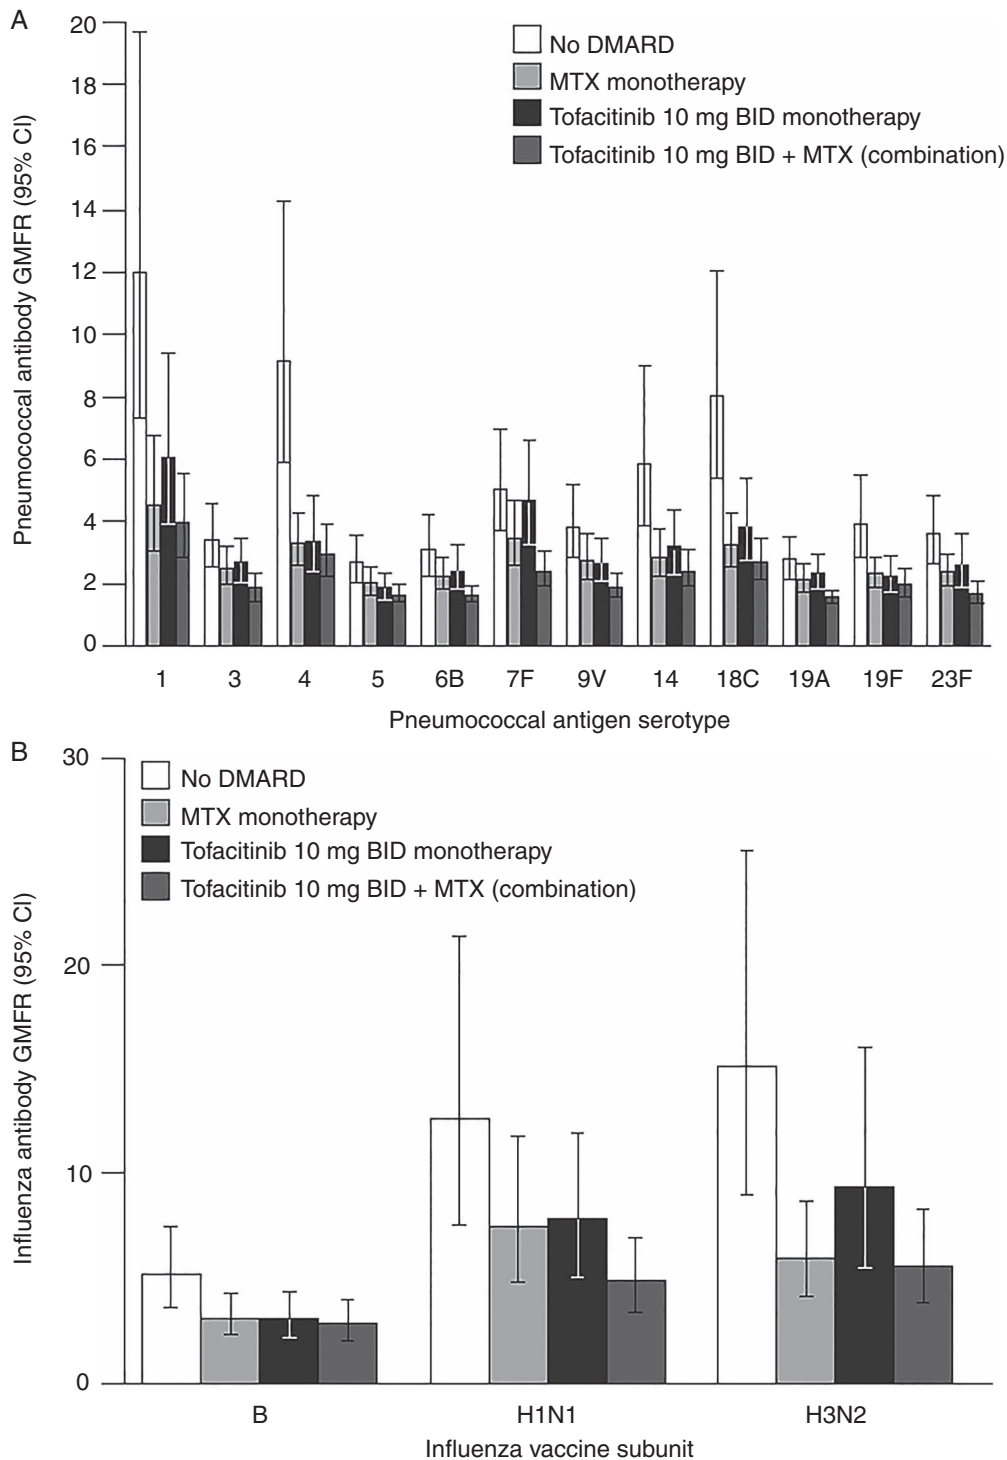 A
20
18
16
14
12
10
8
6
4
2
0
Pneumococcal antibody GMFR (95% CI)
No DMARD
MTX monotherapy
Tofacitinib 10 mg BID monotherapy
Tofacitinib 10 mg BID + MTX (combination)
1 3 4 5 6B 7F 9V 14 18C 19A 19F 23F
Pneumococcal antigen serotype
B
30
20
10
0
Influenza antibody GMFR (95% CI)
No DMARD
MTX monotherapy
Tofacitinib 10 mg BID monotherapy
Tofacitinib 10 mg BID + MTX (combination)
B H1N1 H3N2
Influenza vaccine subunit